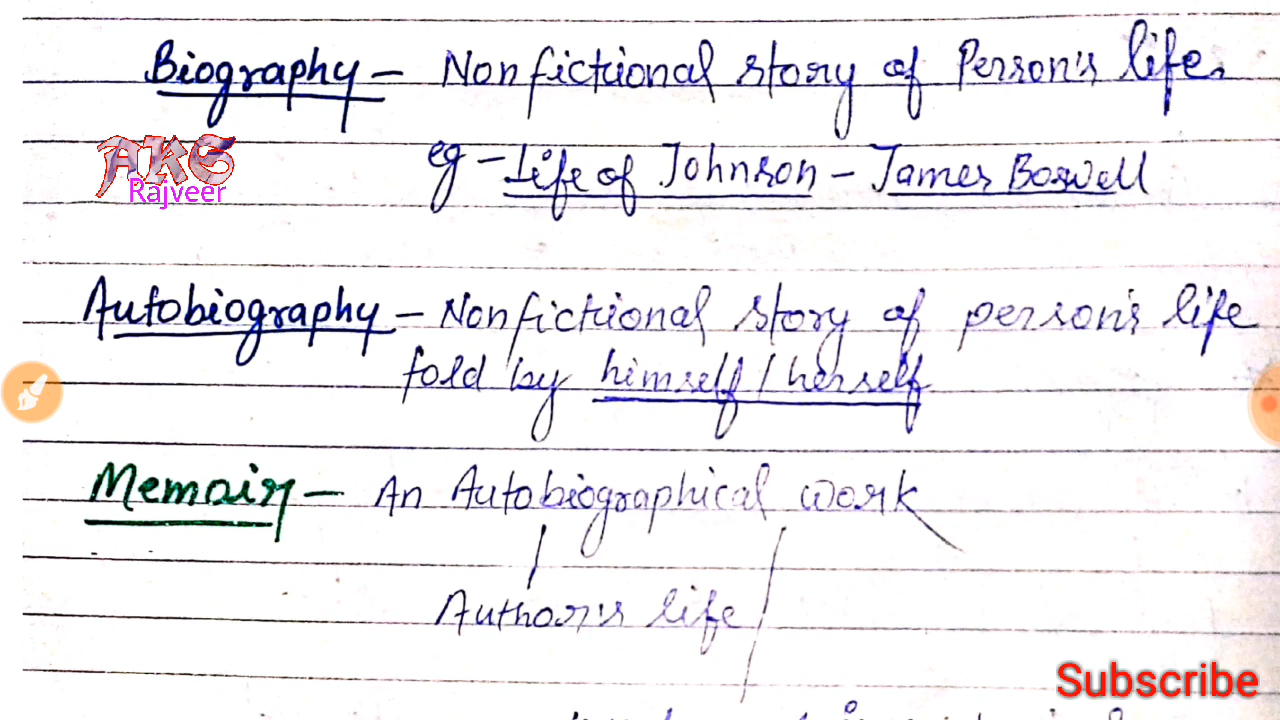 Biography - Nonfictional story of Person's life.
AKG
Rajveer
eg - Life of Johnson - James Boswell
Autobiography - Nonfictional story of person's life
told by himself / herself
Memoir - An Autobiographical work
Author's life
Subscribe